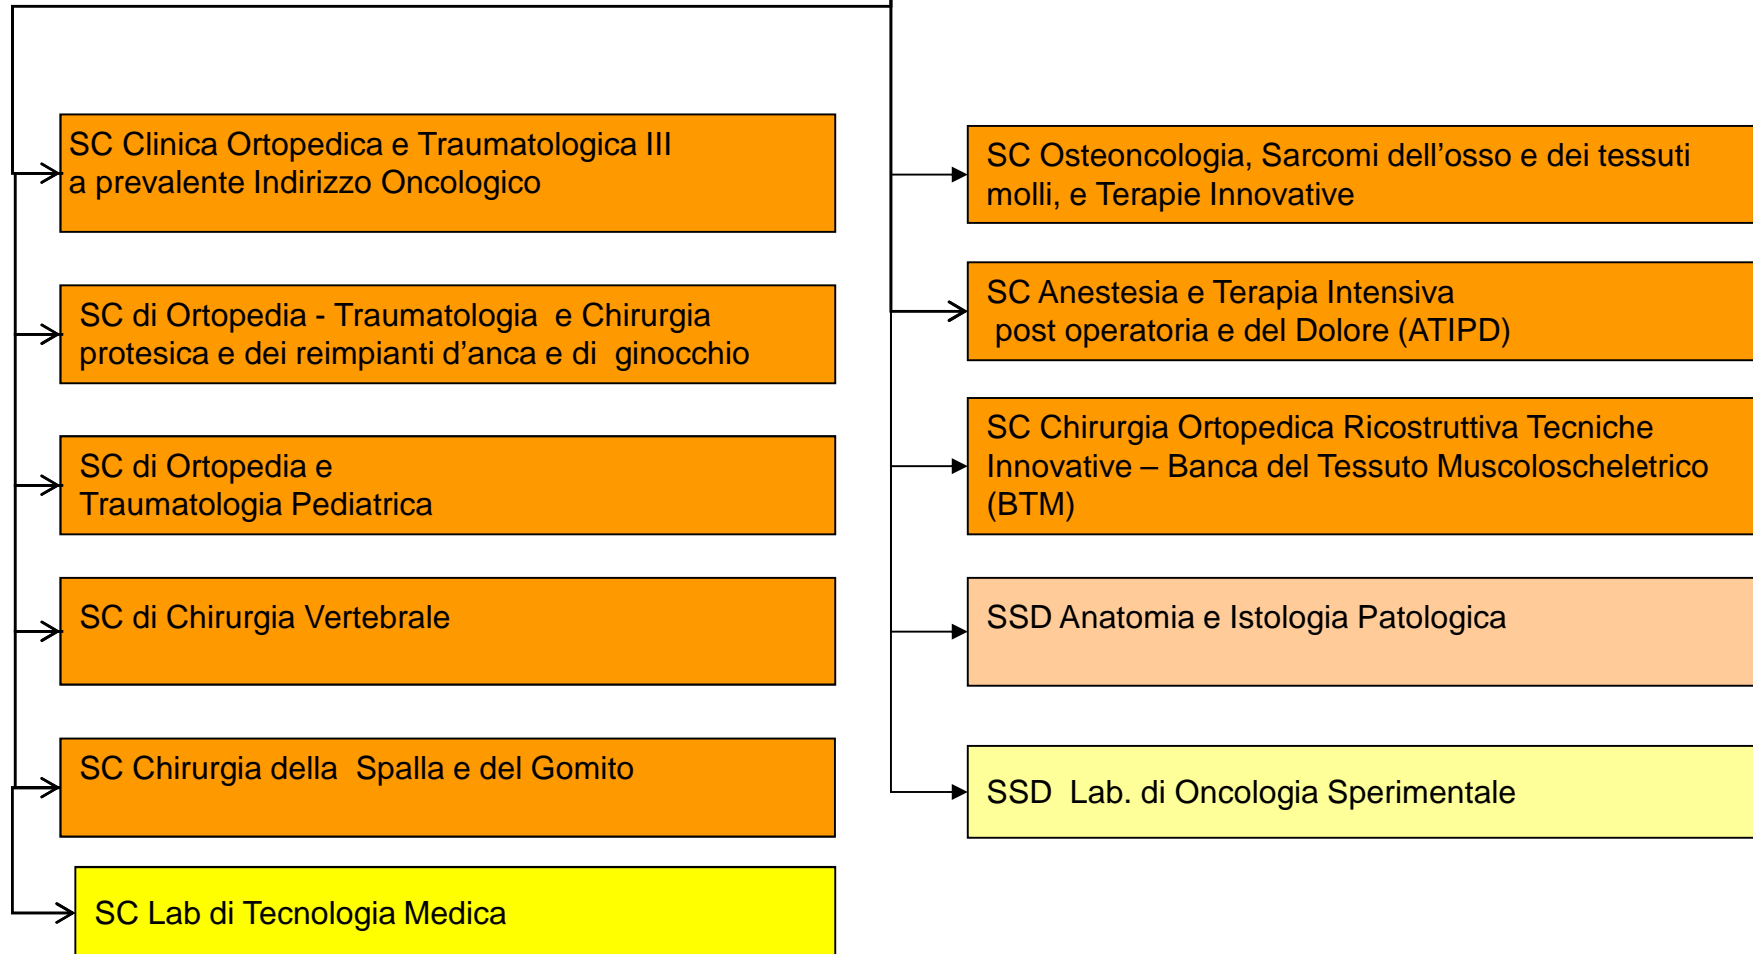 SC Clinica Ortopedica e Traumatologica III
a prevalente Indirizzo Oncologico
SC di Ortopedia - Traumatologia e Chirurgia
protesica e dei reimpianti d’anca e di ginocchio
SC di Ortopedia e
Traumatologia Pediatrica
SC di Chirurgia Vertebrale
SC Chirurgia della Spalla e del Gomito
SC Lab di Tecnologia Medica
SC Osteoncologia, Sarcomi dell’osso e dei tessuti
molli, e Terapie Innovative
SC Anestesia e Terapia Intensiva
post operatoria e del Dolore (ATIPD)
SC Chirurgia Ortopedica Ricostruttiva Tecniche
Innovative – Banca del Tessuto Muscoloscheletrico
(BTM)
SSD Anatomia e Istologia Patologica
SSD Lab. di Oncologia Sperimentale